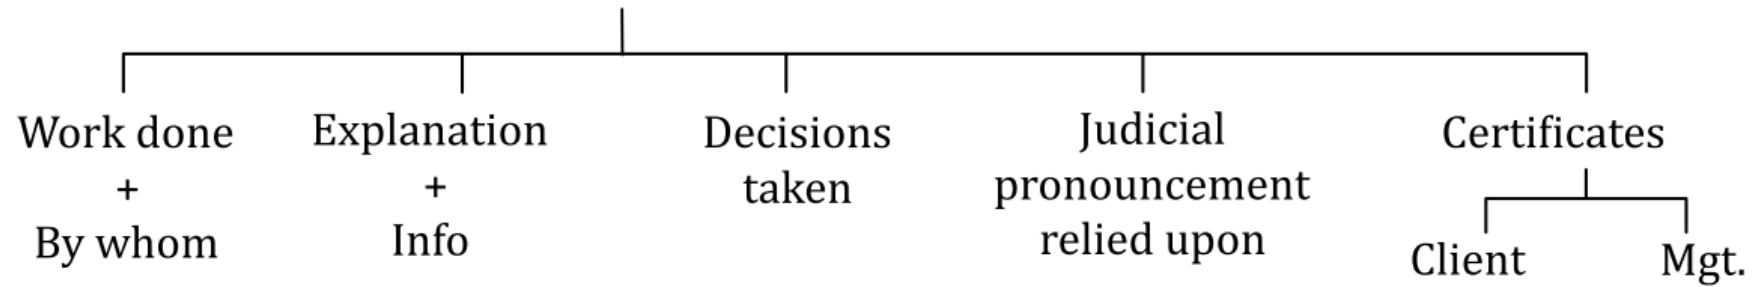 Work done
+
By whom
Explanation
+
Info
Decisions
taken
Judicial
pronouncement
relied upon
Certificates
Client
Mgt.